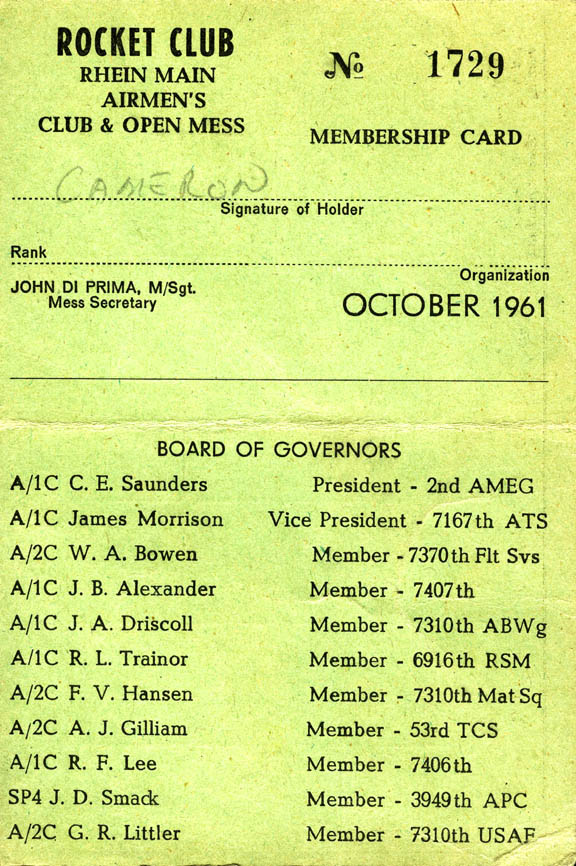 ROCKET CLUB
RHEIN MAIN
AIRMEN'S
CLUB & OPEN MESS
No 1729
MEMBERSHIP CARD
CAMERON
Signature of Holder
Rank
Organization
JOHN DI PRIMA, M/Sgt.
Mess Secretary
OCTOBER 1961
BOARD OF GOVERNORS
A/1C C. E. Saunders President - 2nd AMEG
A/1C James Morrison Vice President - 7167th ATS
A/2C W. A. Bowen Member - 7370th Flt Svs
A/1C J. B. Alexander Member - 7407th
A/1C J. A. Driscoll Member - 7310th ABWg
A/1C R. L. Trainor Member - 6916th RSM
A/2C F. V. Hansen Member - 7310th Mat Sq
A/2C A. J. Gilliam Member - 53rd TCS
A/1C R. F. Lee Member - 7406th
SP4 J. D. Smack Member - 3949th APC
A/2C G. R. Littler Member - 7310th USAF